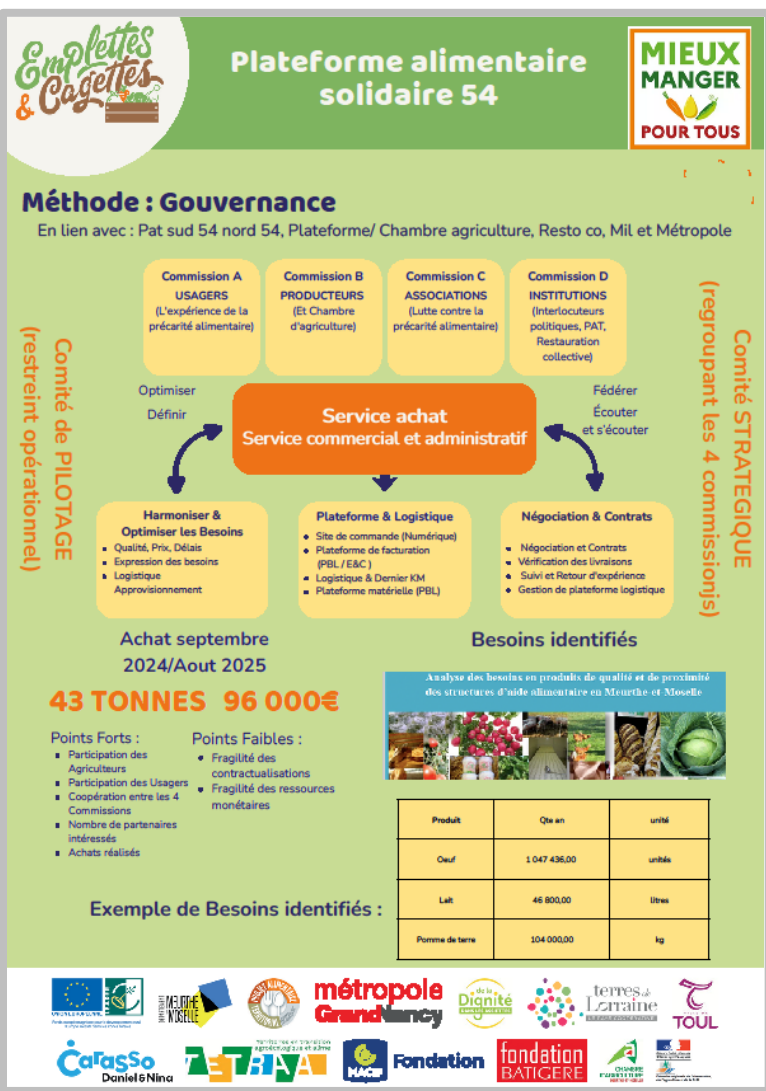 Emplettes
& Cagettes
Plateforme alimentaire
solidaire 54
MIEUX
MANGER
POUR TOUS
Méthode : Gouvernance
En lien avec : Pat sud 54 nord 54, Plateforme/ Chambre agriculture, Resto co, Mil et Métropole
Commission A
USAGERS
(L'expérience de la
précarité alimentaire)
Commission B
PRODUCTEURS
(Et Chambre
d'agriculture)
Commission C
ASSOCIATIONS
(Lutte contre la
précarité alimentaire)
Commission D
INSTITUTIONS
(Interlocuteurs
politiques, PAT,
Restauration
collective)
Comité de PILOTAGE
(restreint opérationnel)
Comité STRATEGIQUE
(regroupant les 4 commissionjs)
Optimiser
Définir
Service achat
Service commercial et administratif
Fédérer
Écouter
et s'écouter
Harmoniser &
Optimiser les Besoins
Qualité, Prix, Délais
Expression des besoins
Logistique
Approvisionnement
Plateforme & Logistique
Site de commande (Numérique)
Plateforme de facturation
(PBL / E&C )
Logistique & Dernier KM
Plateforme matérielle (PBL)
Négociation & Contrats
Négociation et Contrats
Vérification des livraisons
Suivi et Retour d'expérience
Gestion de plateforme logistique
Achat septembre
2024/Aout 2025
43 TONNES 96 000€
Points Forts :
Participation des
Agriculteurs
Participation des Usagers
Coopération entre les 4
Commissions
Nombre de partenaires
intéressés
Achats réalisés
Points Faibles :
Fragilité des
contractualisations
Fragilité des ressources
monétaires
Besoins identifiés
Analyse des besoins en produits de qualité et de proximité
des structures d'aide alimentaire en Meurthe-et-Moselle
Exemple de Besoins identifiés :
Produit Qte an unité
Oeuf 1 047 436,00 unités
Lait 46 800,00 litres
Pomme de terre 104 000,00 kg
MEURTHE
MOSELLE
métropole
GrandNancy
de la
Dignité
terres de
Lorraine
TOUL
Carasso
Daniel & Nina
TETRAA
MACIF
Fondation
fondation
BATIGERE
CHAMBRE
D'AGRICULTURE